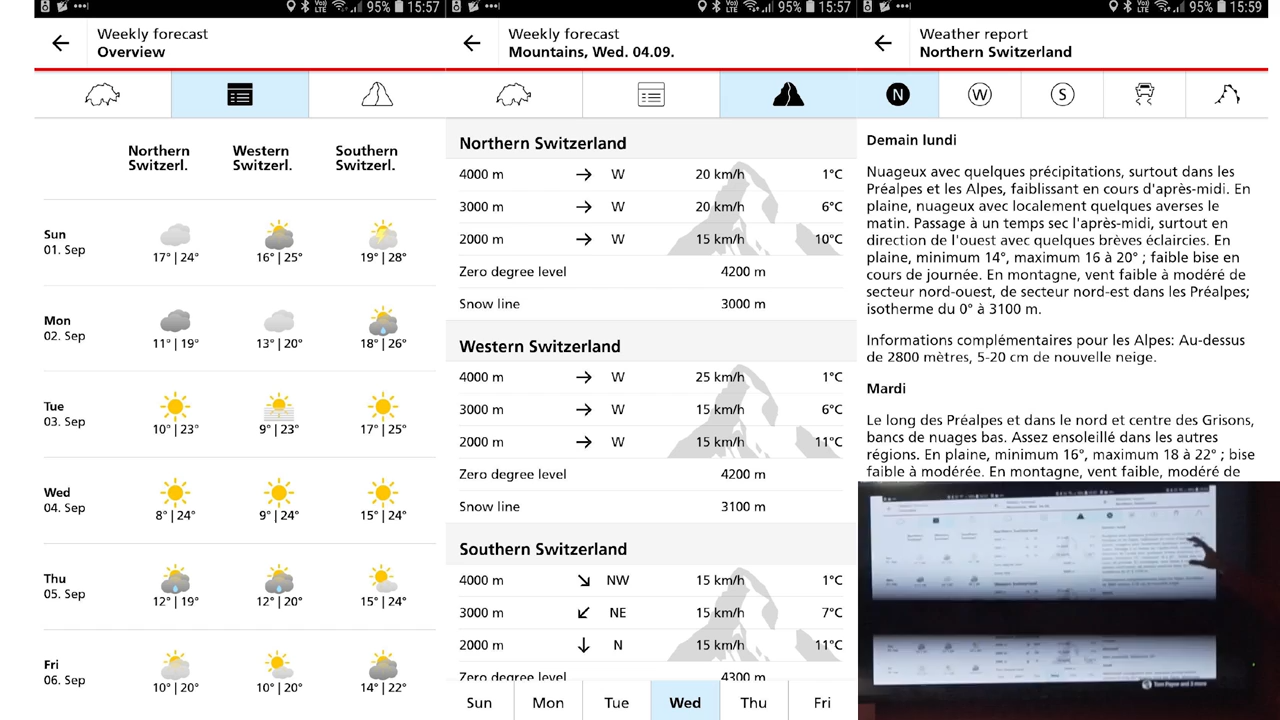 95% 15:57
Weekly forecast
Overview
Northern Switzerl.
Western Switzerl.
Southern Switzerl.
Sun
01. Sep
17° | 24°
16° | 25°
19° | 28°
Mon
02. Sep
11° | 19°
13° | 20°
18° | 26°
Tue
03. Sep
10° | 23°
9° | 23°
17° | 25°
Wed
04. Sep
8° | 24°
9° | 24°
15° | 24°
Thu
05. Sep
12° | 19°
12° | 20°
15° | 24°
Fri
06. Sep
10° | 20°
10° | 20°
14° | 22°
VoLTE 95% 15:57
Weekly forecast
Mountains, Wed. 04.09.
Northern Switzerland
4000 m → W 20 km/h 1°C
3000 m → W 20 km/h 6°C
2000 m → W 15 km/h 10°C
Zero degree level 4200 m
Snow line 3000 m
Western Switzerland
4000 m → W 25 km/h 1°C
3000 m → W 15 km/h 6°C
2000 m → W 15 km/h 11°C
Zero degree level 4200 m
Snow line 3100 m
Southern Switzerland
4000 m ↘ NW 15 km/h 1°C
3000 m ↙ NE 15 km/h 7°C
2000 m ↓ N 15 km/h 11°C
Zero degree level 4300 m
Sun Mon Tue Wed Thu Fri
VoLTE 95% 15:59
Weather report
Northern Switzerland
N W S
Demain lundi
Nuageux avec quelques précipitations, surtout dans les
Préalpes et les Alpes, faiblissant en cours d'après-midi. En
plaine, nuageux avec localement quelques averses le
matin. Passage à un temps sec l'après-midi, surtout en
direction de l'ouest avec quelques brèves éclaircies. En
plaine, minimum 14°, maximum 16 à 20° ; faible bise en
cours de journée. En montagne, vent faible à modéré de
secteur nord-ouest, de secteur nord-est dans les Préalpes;
isotherme du 0° à 3100 m.
Informations complémentaires pour les Alpes: Au-dessus
de 2800 mètres, 5-20 cm de nouvelle neige.
Mardi
Le long des Préalpes et dans le nord et centre des Grisons,
bancs de nuages bas. Assez ensoleillé dans les autres
régions. En plaine, minimum 16°, maximum 18 à 22° ; bise
faible à modérée. En montagne, vent faible, modéré de